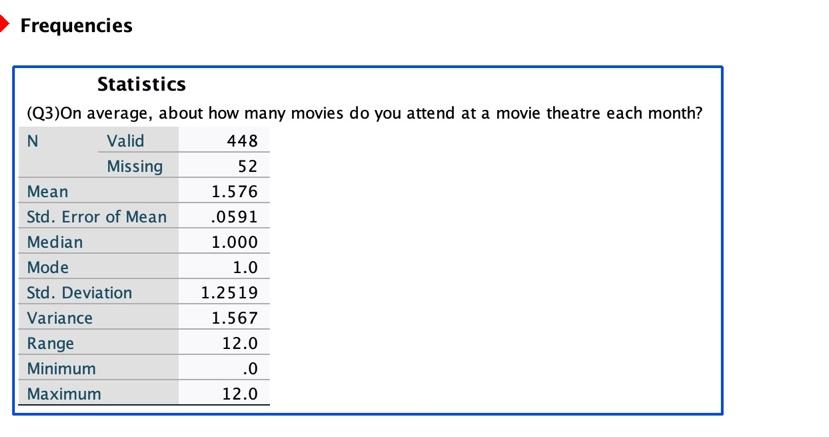 Frequencies
Statistics
(Q3)On average, about how many movies do you attend at a movie theatre each month?
N Valid 448
Missing 52
Mean 1.576
Std. Error of Mean .0591
Median 1.000
Mode 1.0
Std. Deviation 1.2519
Variance 1.567
Range 12.0
Minimum .0
Maximum 12.0